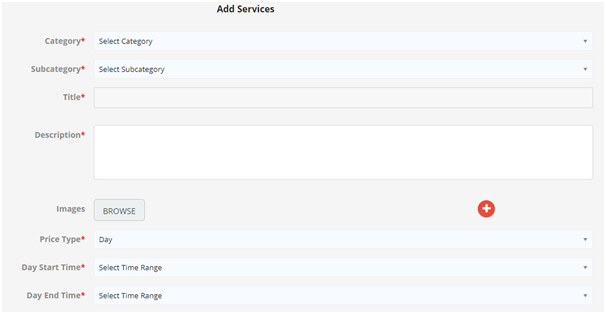 Add Services
Category* Select Category
Subcategory* Select Subcategory
Title*
Description*
Images BROWSE
Price Type* Day
Day Start Time* Select Time Range
Day End Time* Select Time Range